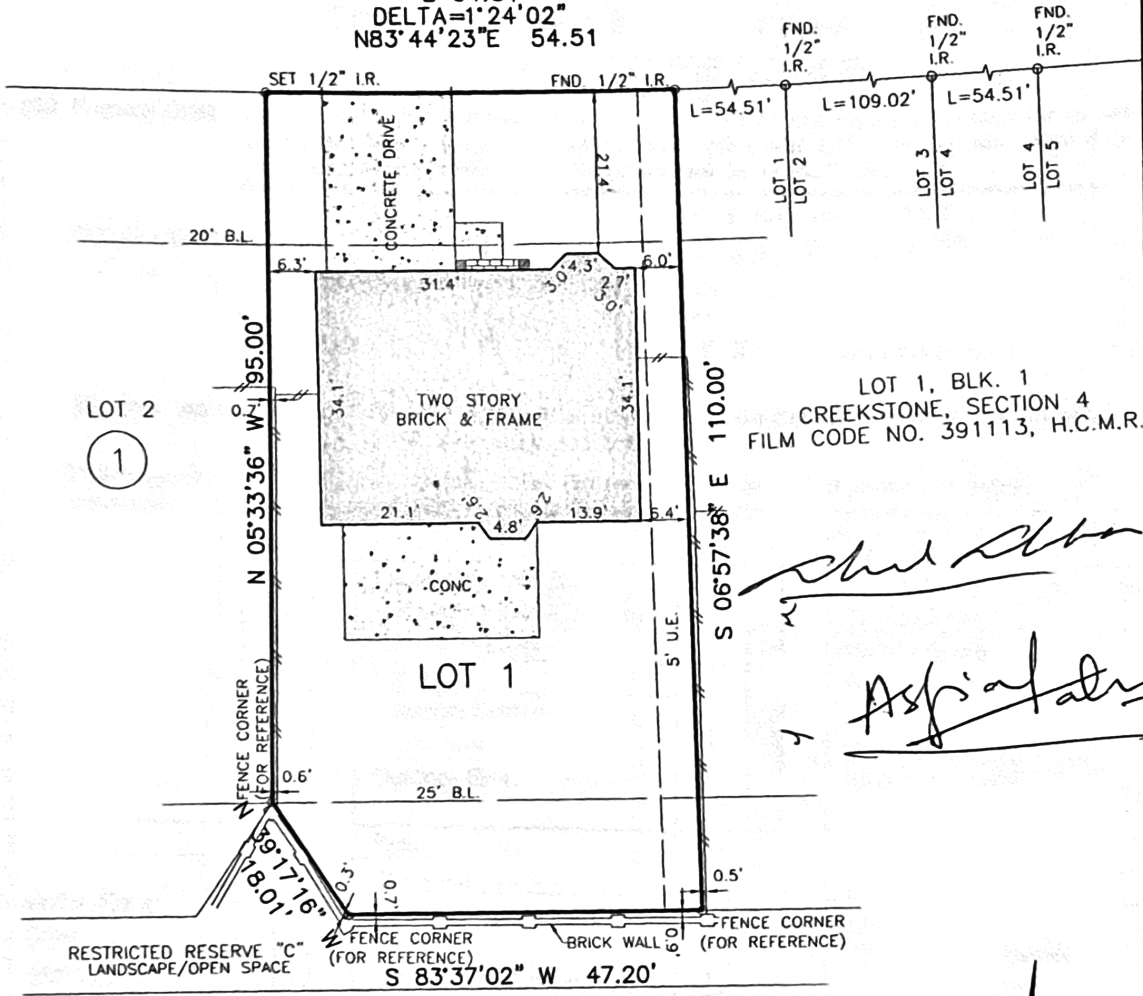 DELTA=1°24'02"
N83°44'23"E 54.51
SET 1/2" I.R.
FND. 1/2" I.R.
FND.
1/2"
I.R.
FND.
1/2"
I.R.
FND.
1/2"
I.R.
L=54.51'
L=109.02'
L=54.51'
LOT 1
LOT 2
LOT 3
LOT 4
LOT 4
LOT 5
CONCRETE DRIVE
21.4'
20' B.L.
6.3'
31.4'
3.0'
4.3'
3.0'
2.7'
6.0'
N 05°33'36" W 95.00'
34.1'
TWO STORY
BRICK & FRAME
34.1'
S 06°57'38" E 110.00'
LOT 2
1
0.7'
LOT 1, BLK. 1
CREEKSTONE, SECTION 4
FILM CODE NO. 391113, H.C.M.R.
21.1'
2.6'
4.8'
2.6'
13.9'
CONC
LOT 1
5' U.E.
FENCE CORNER
(FOR REFERENCE)
0.6'
25' B.L.
N 39°17'16" W
18.01'
0.3'
0.7'
0.5'
0.9'
FENCE CORNER
(FOR REFERENCE)
BRICK WALL
FENCE CORNER
(FOR REFERENCE)
RESTRICTED RESERVE "C"
LANDSCAPE/OPEN SPACE
S 83°37'02" W 47.20'